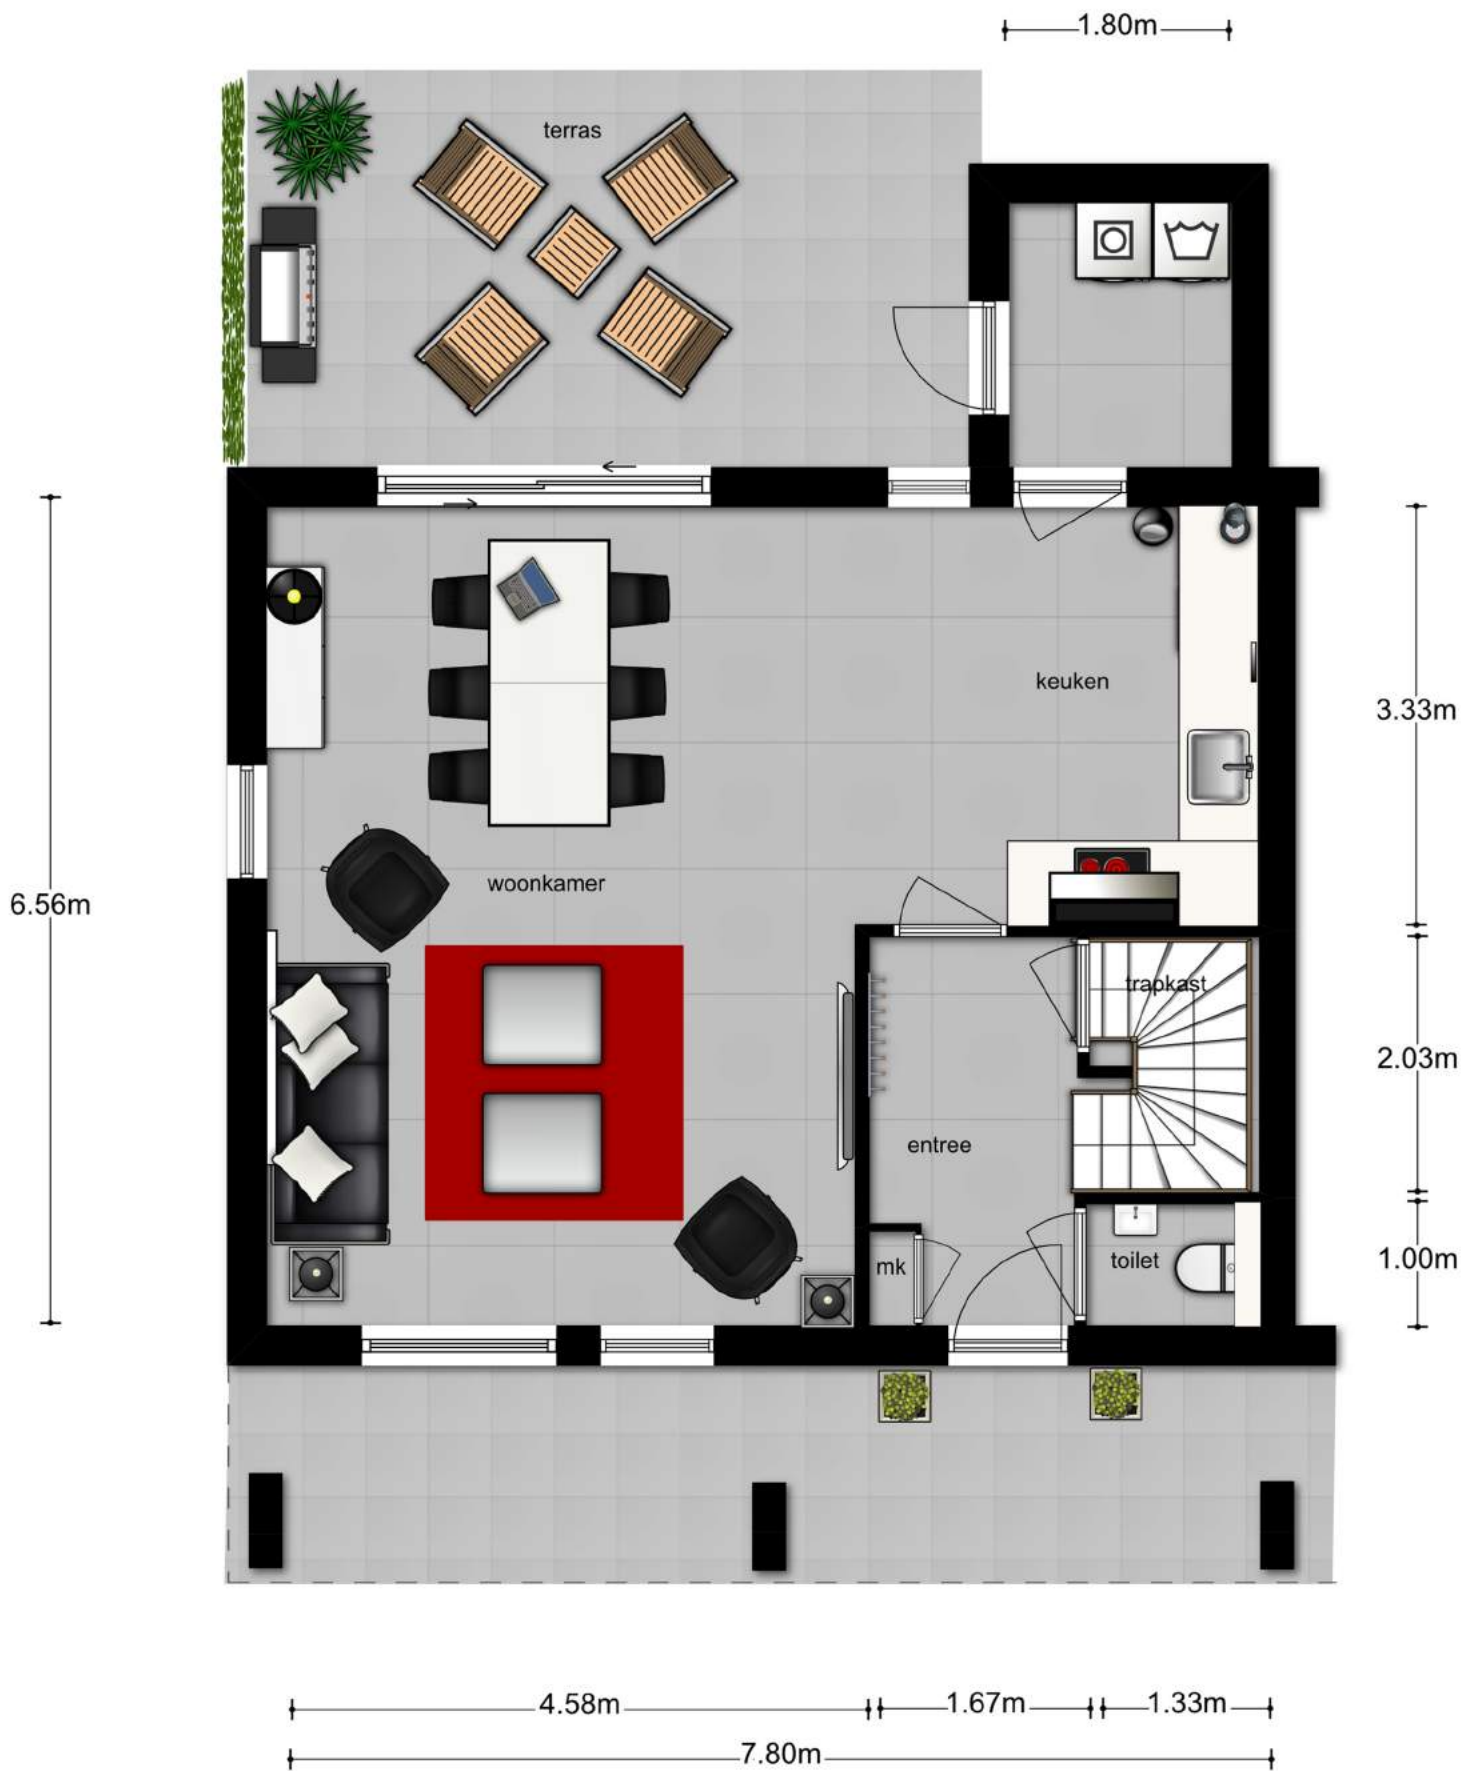 1.80m
terras
keuken
3.33m
woonkamer
6.56m
trapkast
2.03m
entree
mk
toilet
1.00m
4.58m
1.67m
1.33m
7.80m